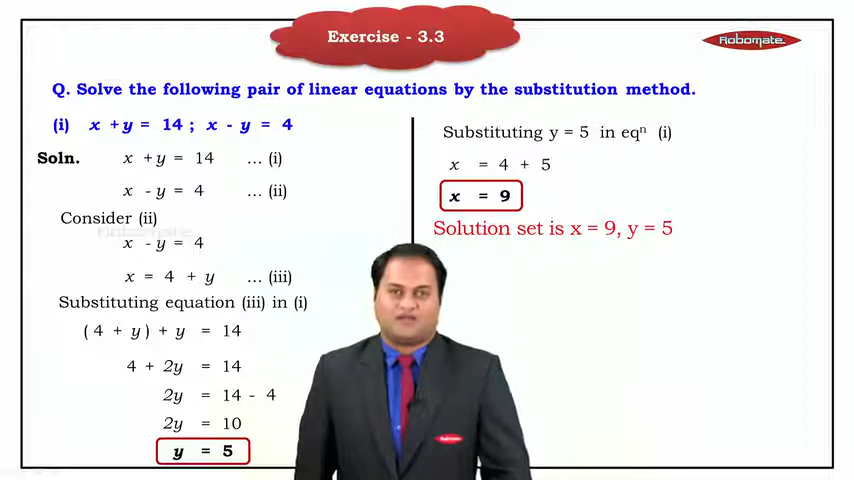 Exercise - 3.3
Robomate
Q. Solve the following pair of linear equations by the substitution method.
(i) x + y = 14 ; x - y = 4
Soln. x + y = 14 ... (i)
x - y = 4 ... (ii)
Consider (ii)
x - y = 4
x = 4 + y ... (iii)
Substituting equation (iii) in (i)
( 4 + y ) + y = 14
4 + 2y = 14
2y = 14 - 4
2y = 10
y = 5
Substituting y = 5 in eqⁿ (i)
x = 4 + 5
x = 9
Solution set is x = 9, y = 5